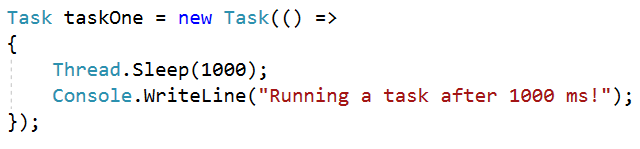 Task taskOne = new Task(() =>
{
    Thread.Sleep(1000);
    Console.WriteLine("Running a task after 1000 ms!");
});